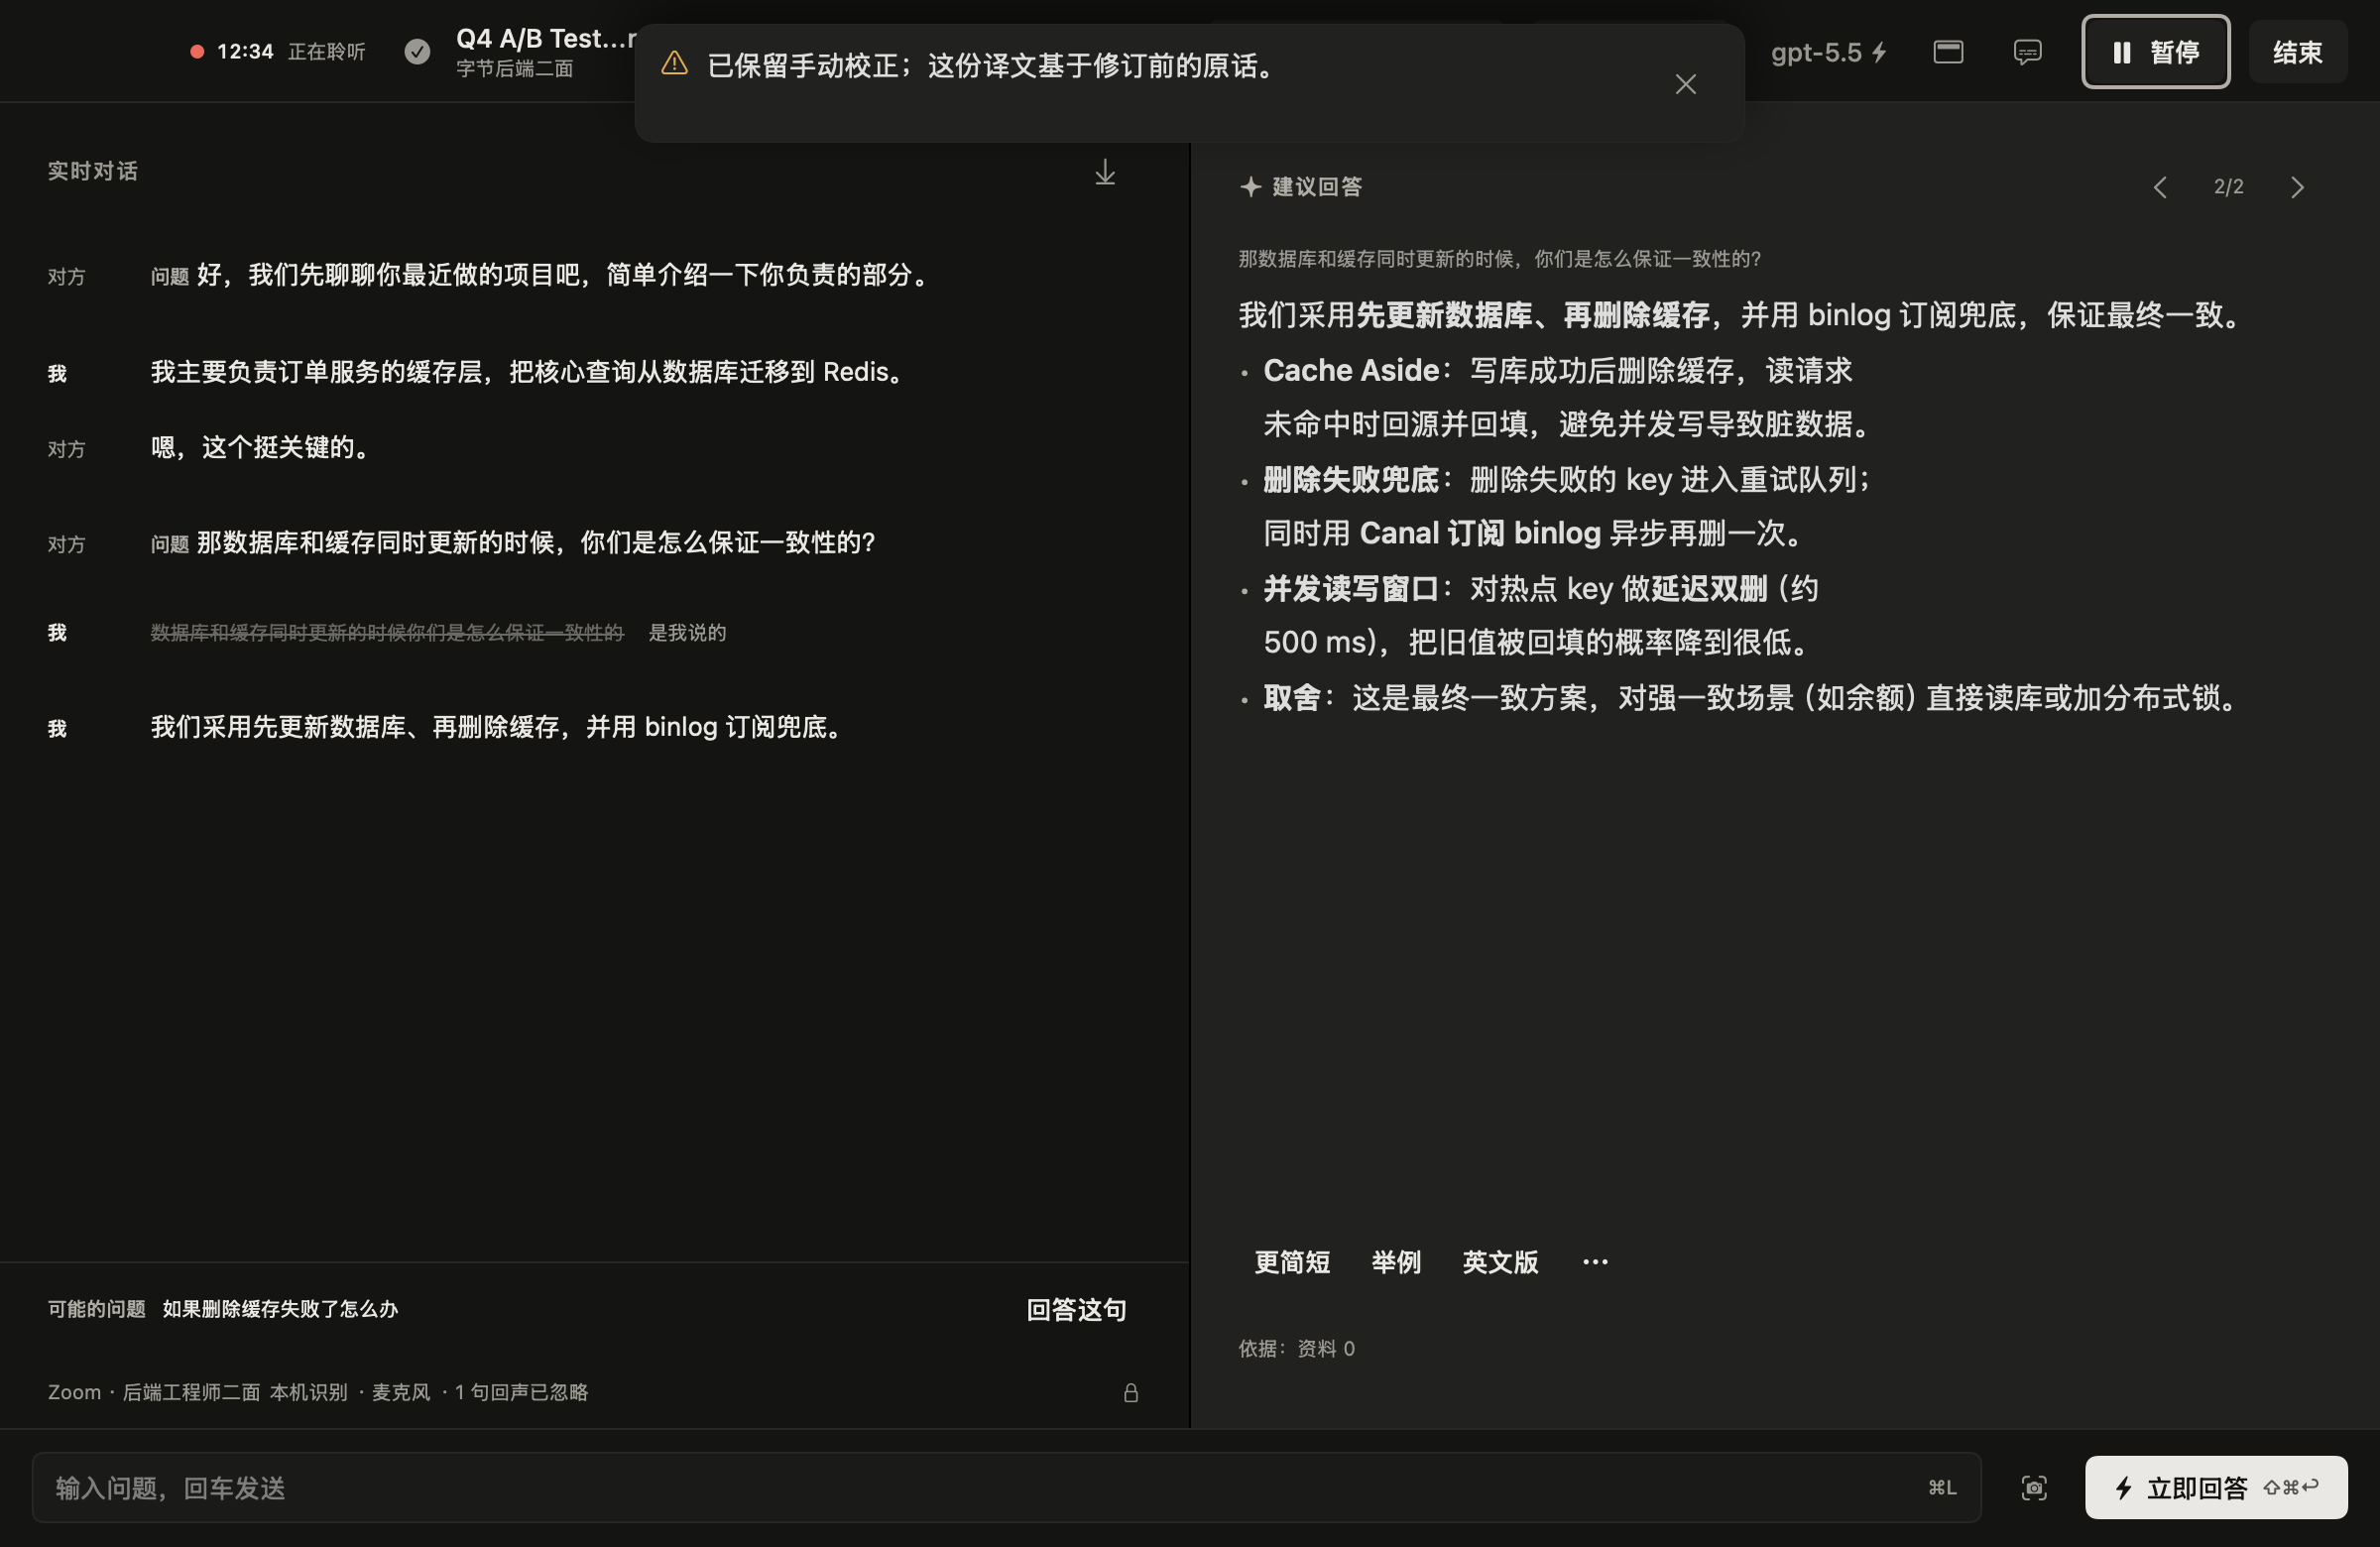 12:34 正在聆听
Q4 A/B Test...r
字节后端二面
已保留手动校正；这份译文基于修订前的原话。
gpt-5.5
暂停
结束
实时对话
对方 问题 好，我们先聊聊你最近做的项目吧，简单介绍一下你负责的部分。
我 我主要负责订单服务的缓存层，把核心查询从数据库迁移到 Redis。
对方 嗯，这个挺关键的。
对方 问题 那数据库和缓存同时更新的时候，你们是怎么保证一致性的？
我 数据库和缓存同时更新的时候你们是怎么保证一致性的 是我说的
我 我们采用先更新数据库、再删除缓存，并用 binlog 订阅兜底。
可能的问题 如果删除缓存失败了怎么办 回答这句
Zoom · 后端工程师二面 本机识别 · 麦克风 · 1 句回声已忽略
建议回答 2/2
那数据库和缓存同时更新的时候，你们是怎么保证一致性的？
我们采用先更新数据库、再删除缓存，并用 binlog 订阅兜底，保证最终一致。
• Cache Aside：写库成功后删除缓存，读请求
未命中时回源并回填，避免并发写导致脏数据。
• 删除失败兜底：删除失败的 key 进入重试队列；
同时用 Canal 订阅 binlog 异步再删一次。
• 并发读写窗口：对热点 key 做延迟双删（约
500 ms），把旧值被回填的概率降到很低。
• 取舍：这是最终一致方案，对强一致场景（如余额）直接读库或加分布式锁。
更简短 举例 英文版 ···
依据：资料 0
输入问题，回车发送 ⌘L
立即回答 ⇧⌘↩